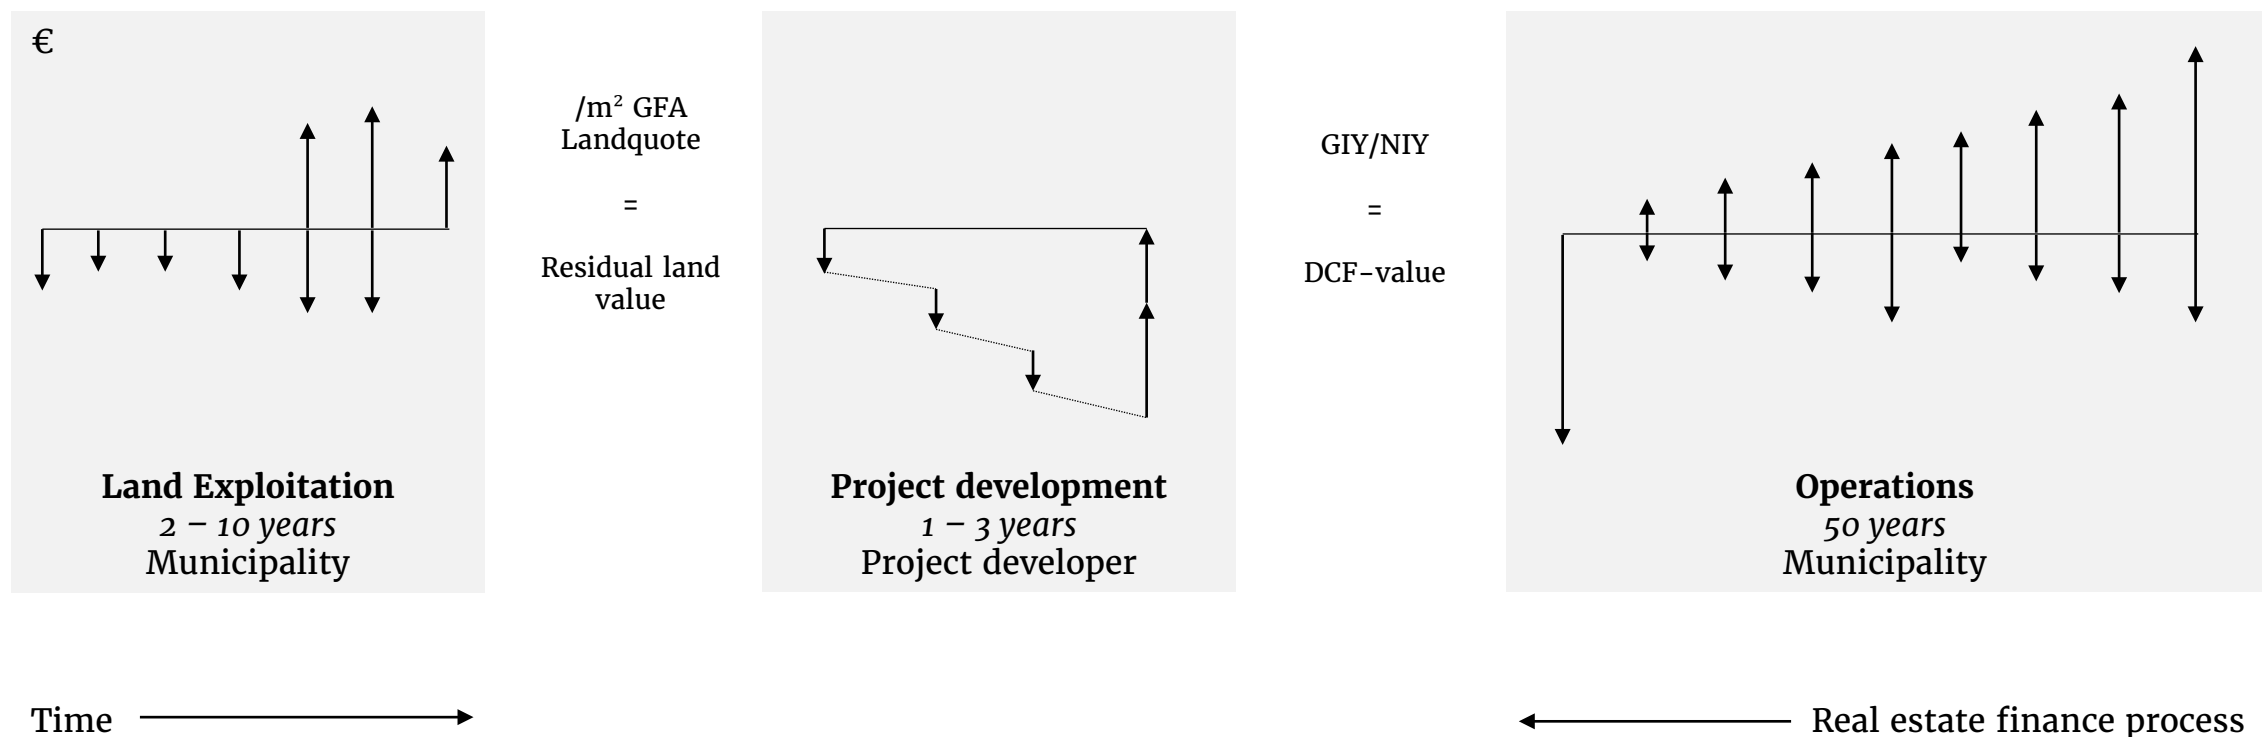 €
/m² GFA
Landquote
=
Residual land
value
GIY/NIY
=
DCF-value
Land Exploitation
2 – 10 years
Municipality
Project development
1 – 3 years
Project developer
Operations
50 years
Municipality
Time
Real estate finance process